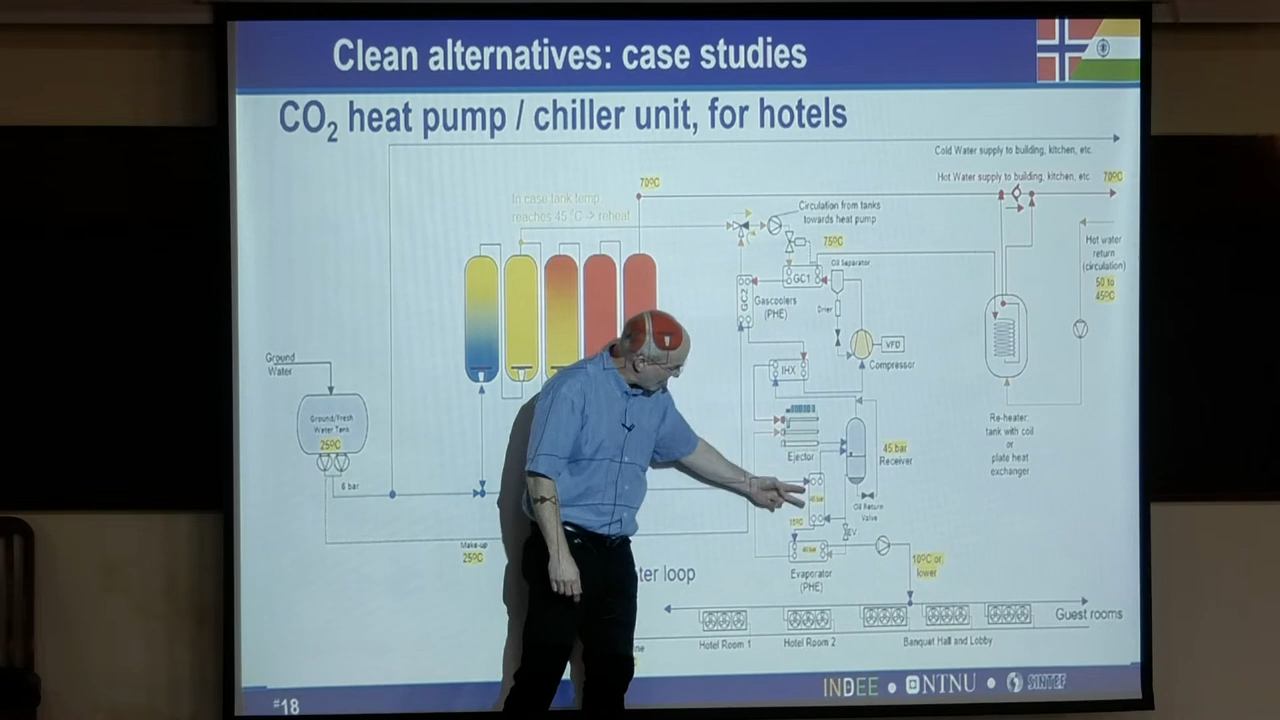 Clean alternatives: case studies
CO₂ heat pump / chiller unit, for hotels
Cold Water supply to building, kitchen, etc.
Hot Water supply to building, kitchen, etc. 70ºC
70ºC
In case tank temp.
reaches 45 °C -> reheat
Circulation from tanks
towards heat pump
75ºC
Oil Separator
GC1
GC2
Gascoolers
(PHE)
Drier
VFD
Compressor
IHX
Hot water
return
(circulation)
50 to
45ºC
Ground
Water
Ground/Fresh
Water Tank
25ºC
6 bar
Ejector
45 bar
Receiver
Re-heater:
tank with coil
or
plate heat
exchanger
Oil Return
Valve
EV
Make-up
25ºC
Evaporator
(PHE)
10ºC or
lower
ter loop
Guest rooms
Hotel Room 1
Hotel Room 2
Banquet Hall and Lobby
INDEE NTNU SINTEF
#18